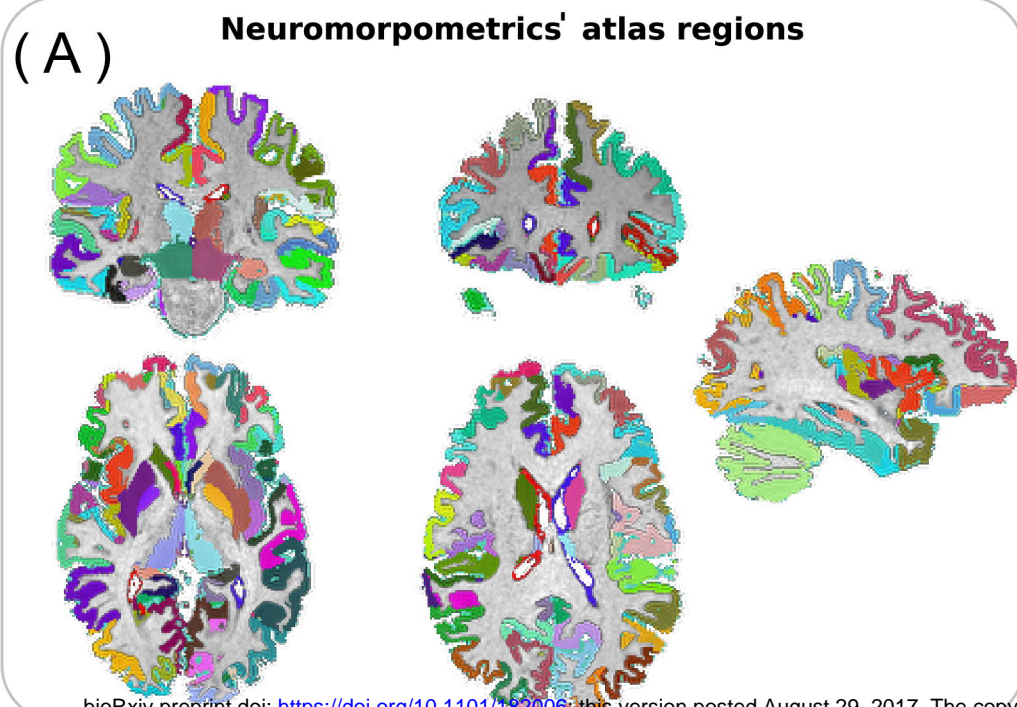 Neuromorpometrics' atlas regions
(A)
bioRxiv preprint doi: https://doi.org/10.1101/182006; this version posted August 29, 2017. The copy